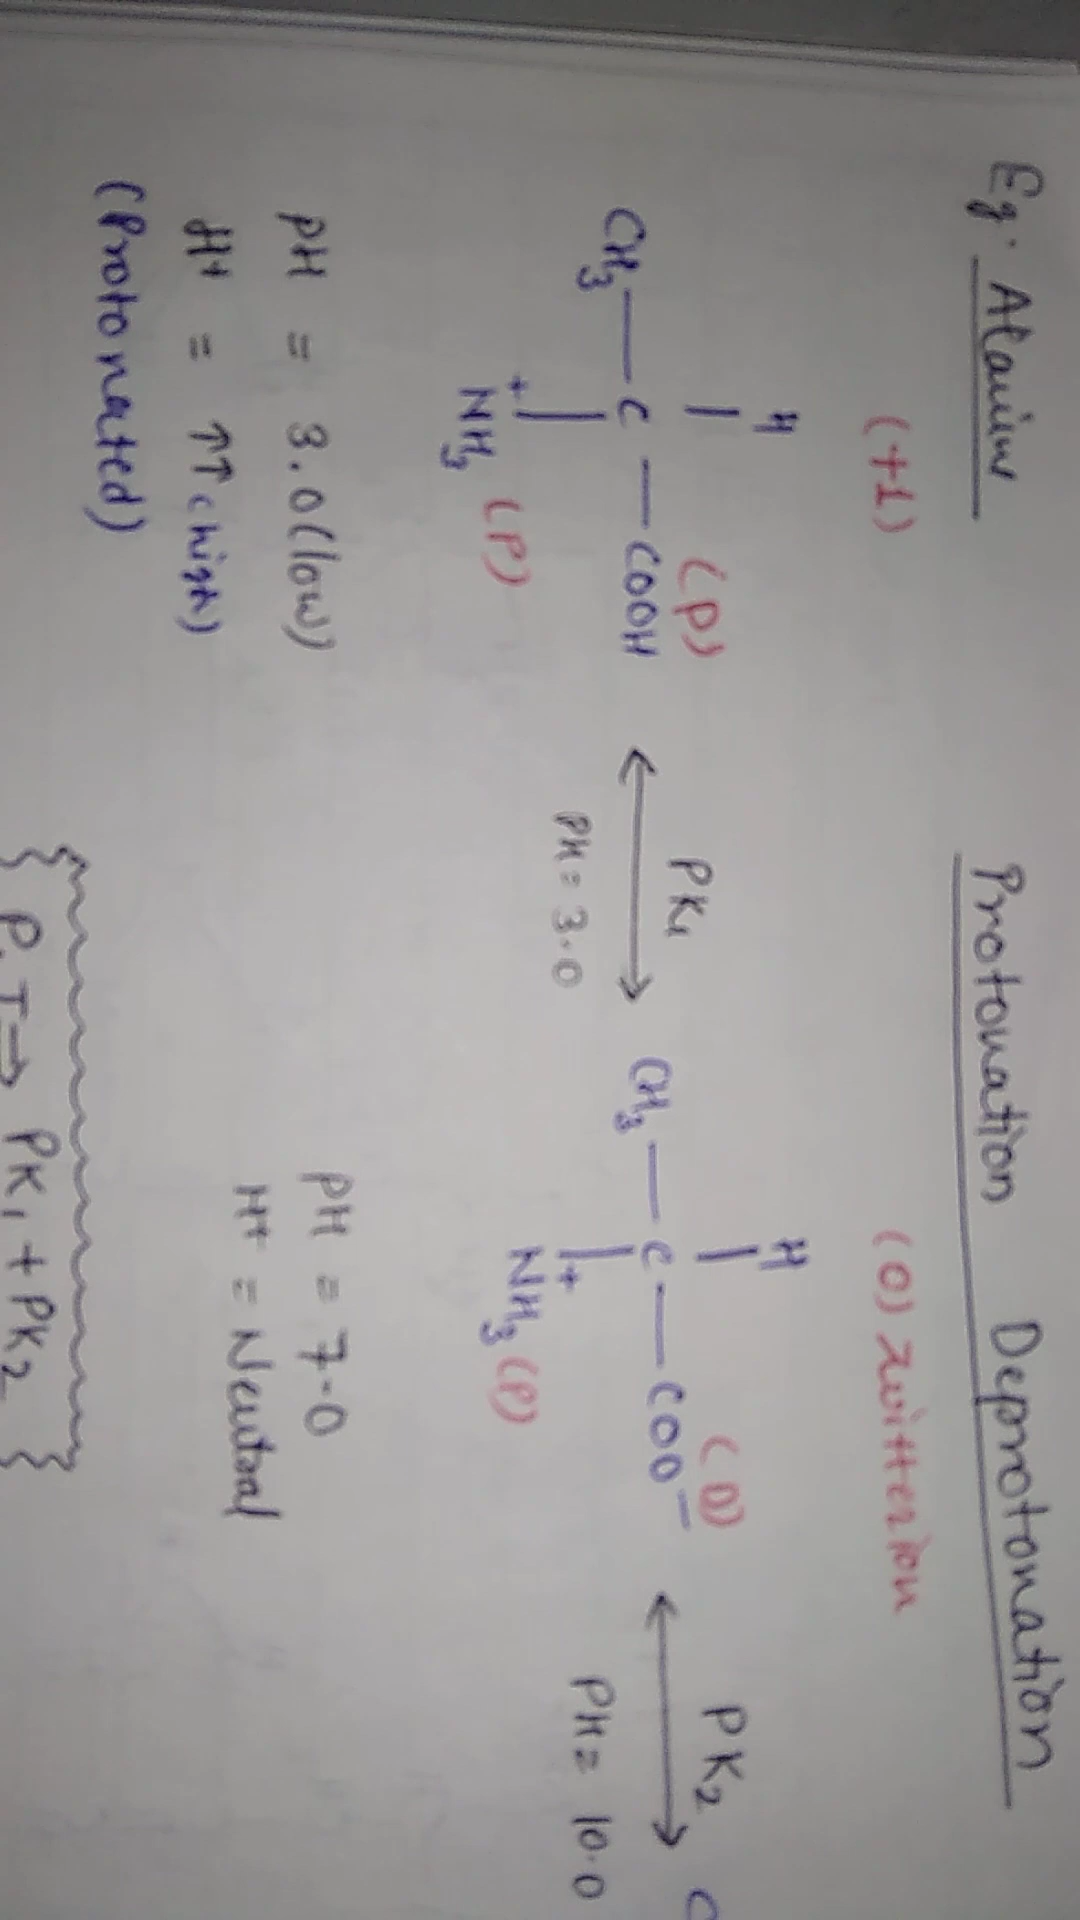 Eg. Alanine Protonation Deprotonation
(+1) (0) zwitterion
H H
(P) (D)
CH3 — C — COOH PK1 CH3 — C — COO⁻ PK2 C
PH = 3.0 PH = 10.0
+NH3 (P) +NH3 (P)
PH = 3.0 (low) PH = 7.0
H+ = ↑↑ (high) H+ = Neutral
(Protonated)
P.I ⇒ PK1 + PK2